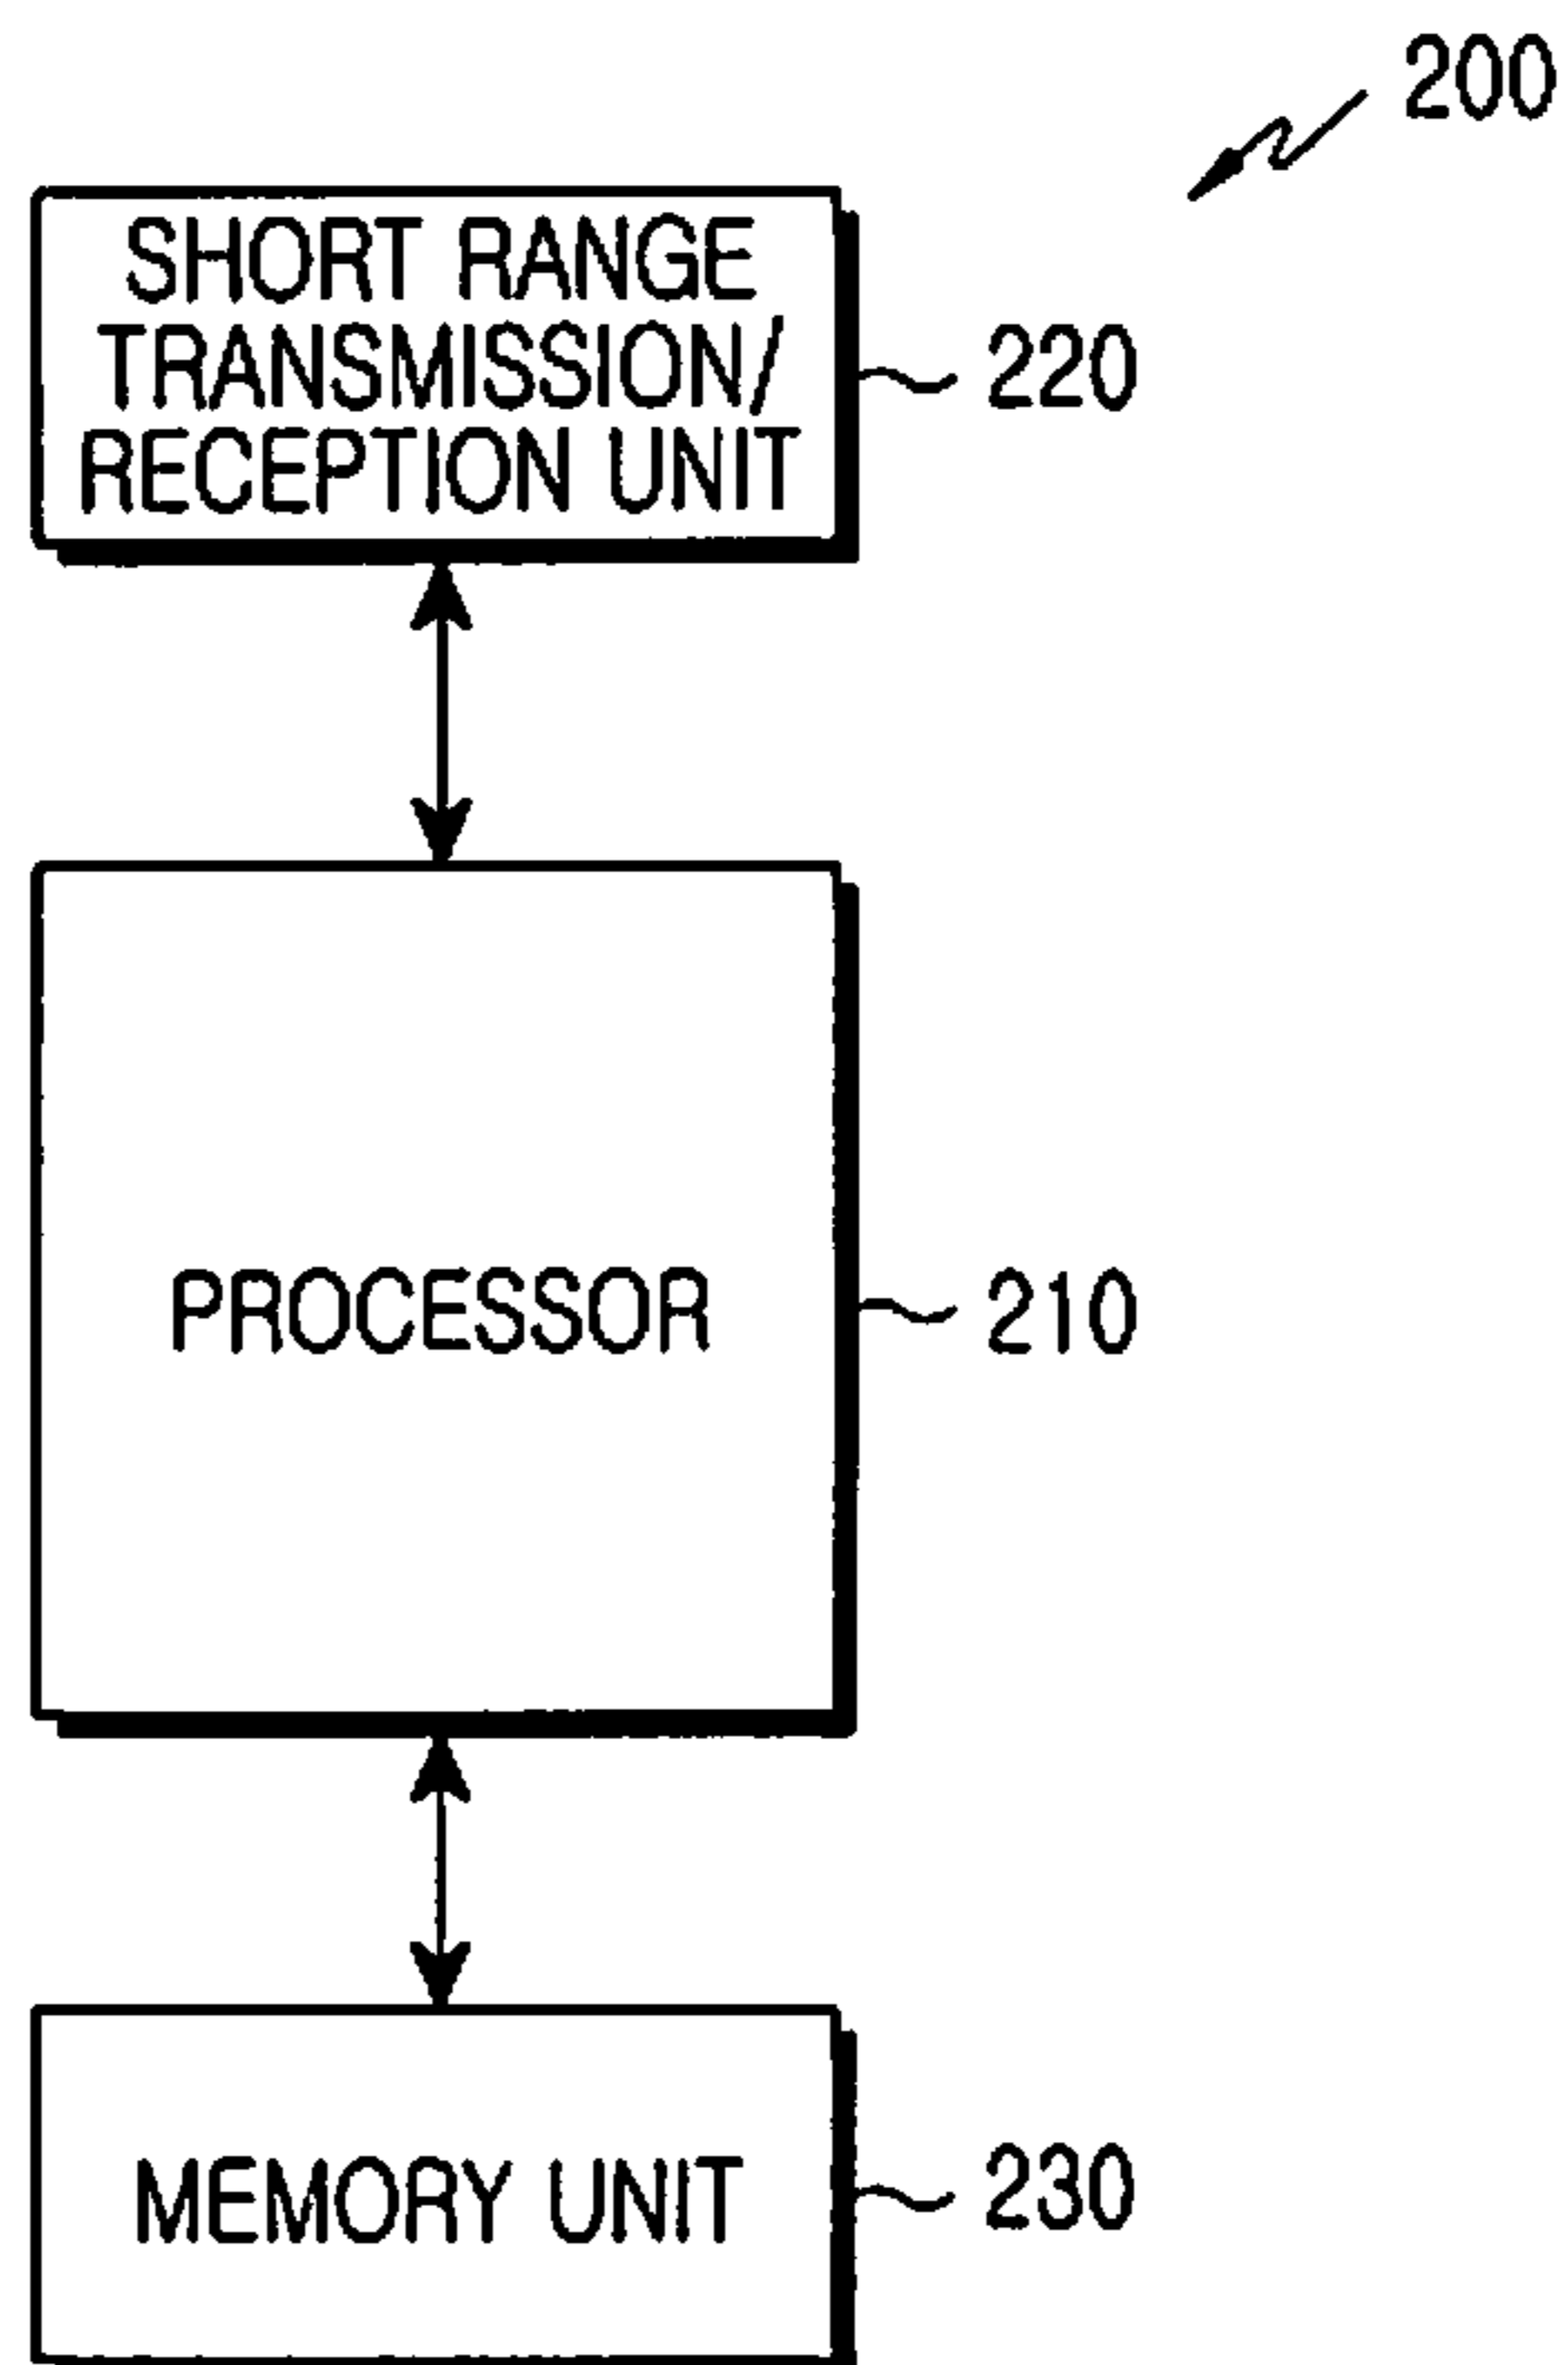 200
SHORT RANGE
TRANSMISSION/
RECEPTION UNIT
220
PROCESSOR
210
MEMORY UNIT
230